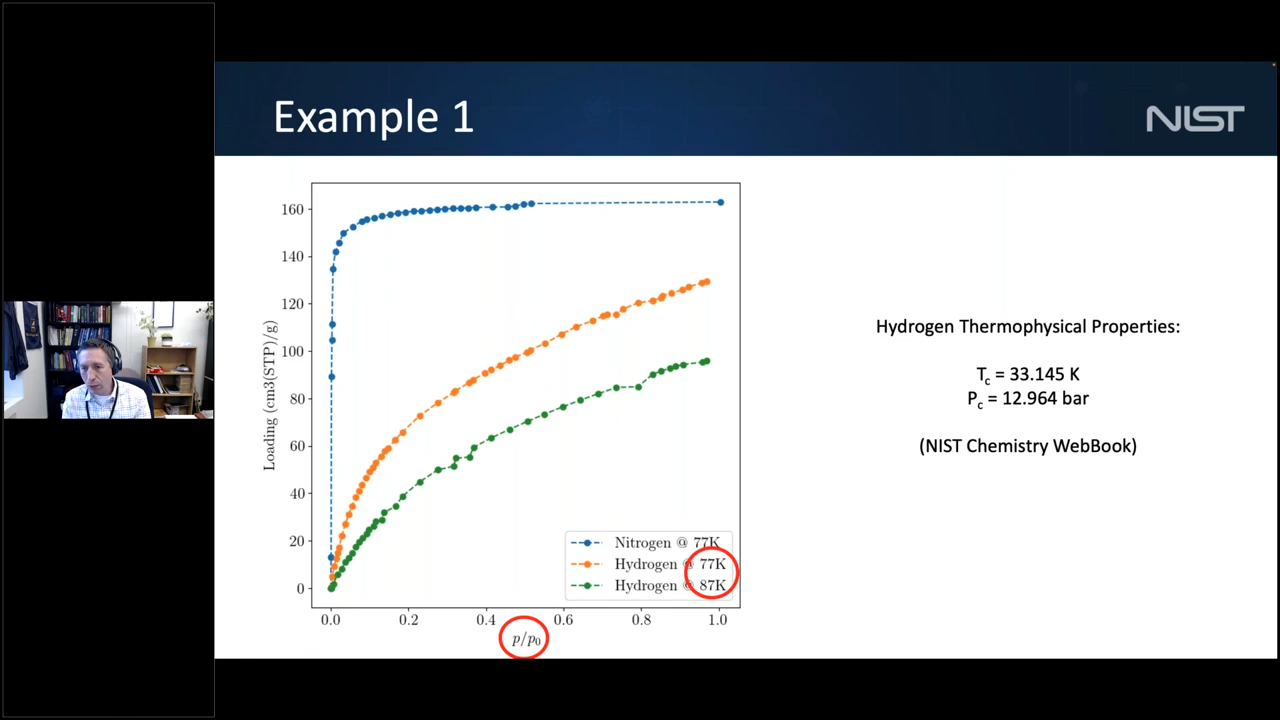 Example 1
NIST
160
140
120
100
80
60
40
20
0
Loading (cm3(STP)/g)
Nitrogen @ 77K
Hydrogen @ 77K
Hydrogen @ 87K
0.0 0.2 0.4 0.6 0.8 1.0
p/p₀
Hydrogen Thermophysical Properties:
Tc = 33.145 K
Pc = 12.964 bar
(NIST Chemistry WebBook)